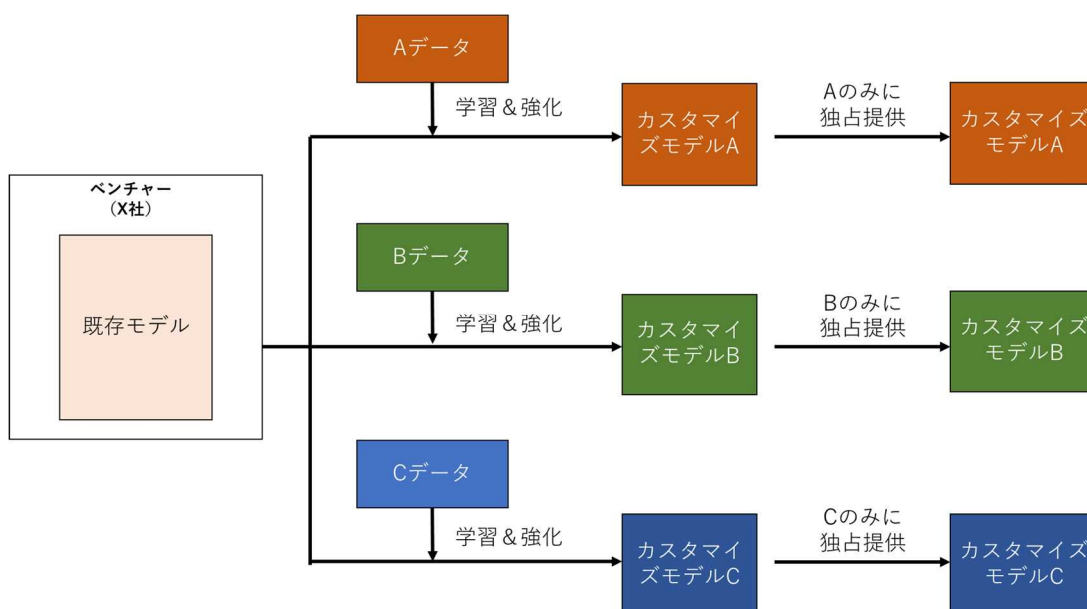 Aデータ
学習&強化
カスタマイ
ズモデルA
Aのみに
独占提供
カスタマイズ
モデルA
ベンチャー
（X社）
既存モデル
Bデータ
学習&強化
カスタマイ
ズモデルB
Bのみに
独占提供
カスタマイズ
モデルB
Cデータ
学習&強化
カスタマイ
ズモデルC
Cのみに
独占提供
カスタマイズ
モデルC